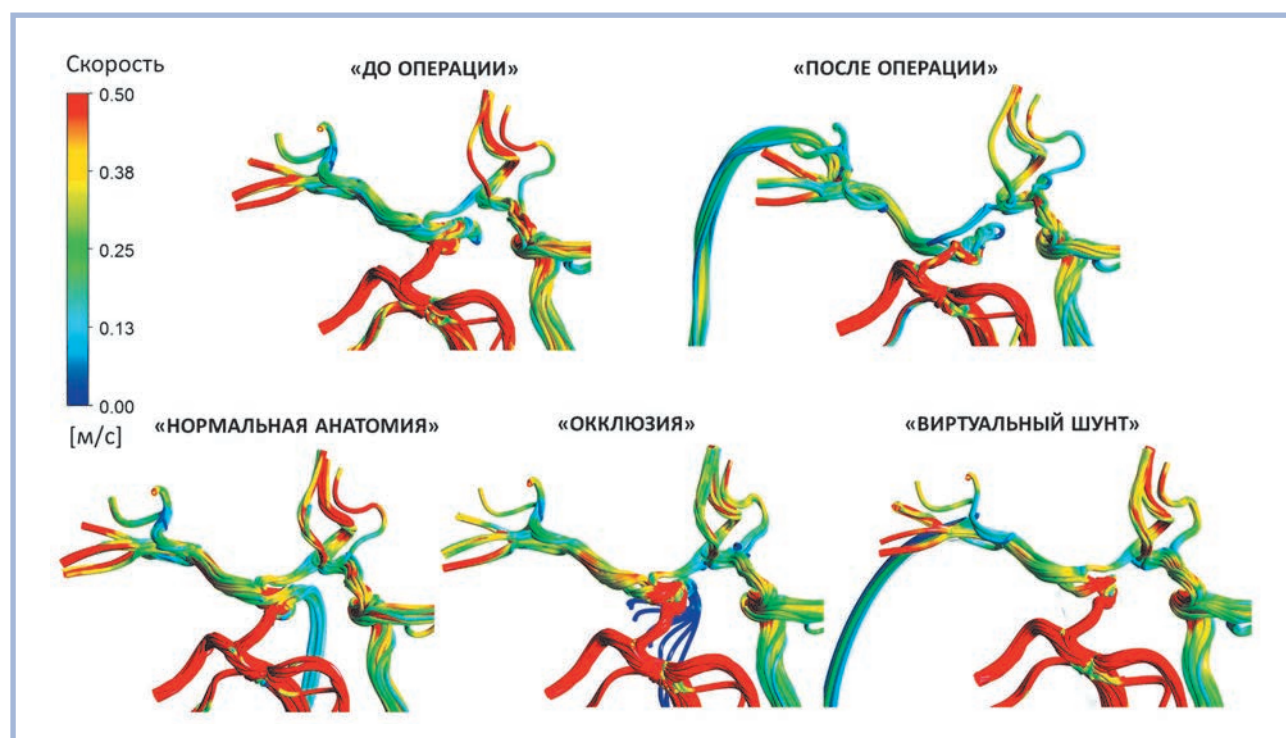 Скорость
«ДО ОПЕРАЦИИ»
«ПОСЛЕ ОПЕРАЦИИ»
0.50
0.38
0.25
0.13
0.00
[м/с]
«НОРМАЛЬНАЯ АНАТОМИЯ»
«ОККЛЮЗИЯ»
«ВИРТУАЛЬНЫЙ ШУНТ»